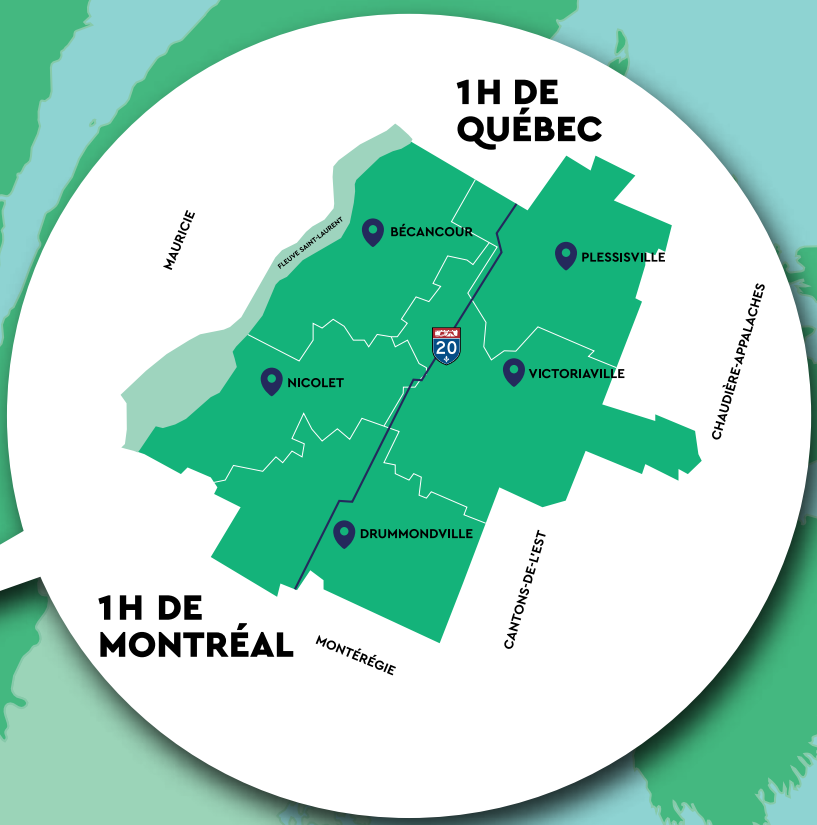 1H DE
QUÉBEC
MAURICIE
FLEUVE SAINT-LAURENT
BÉCANCOUR
PLESSISVILLE
CHAUDIÈRE-APPALACHES
20
NICOLET
VICTORIAVILLE
DRUMMONDVILLE
CANTONS-DE-L'EST
1H DE
MONTRÉAL
MONTÉRÉGIE